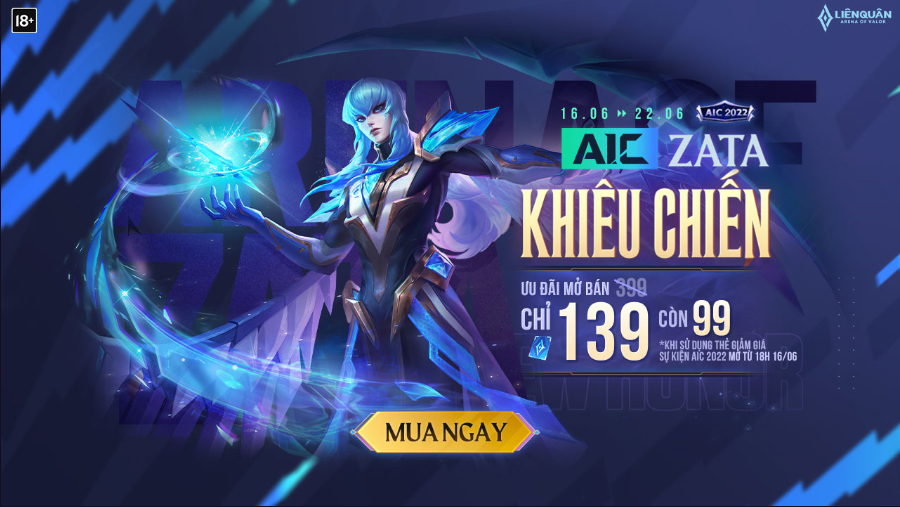 18+
LIÊNQUÂN
ARENA OF VALOR
16.06 22.06 AIC 2022
AIC ZATA
KHIÊU CHIẾN
ƯU ĐÃI MỞ BÁN 399
CHỈ 139 CÒN 99
*KHI SỬ DỤNG THẺ GIẢM GIÁ
SỰ KIỆN AIC 2022 MỞ TỪ 18H 16/06
MUA NGAY